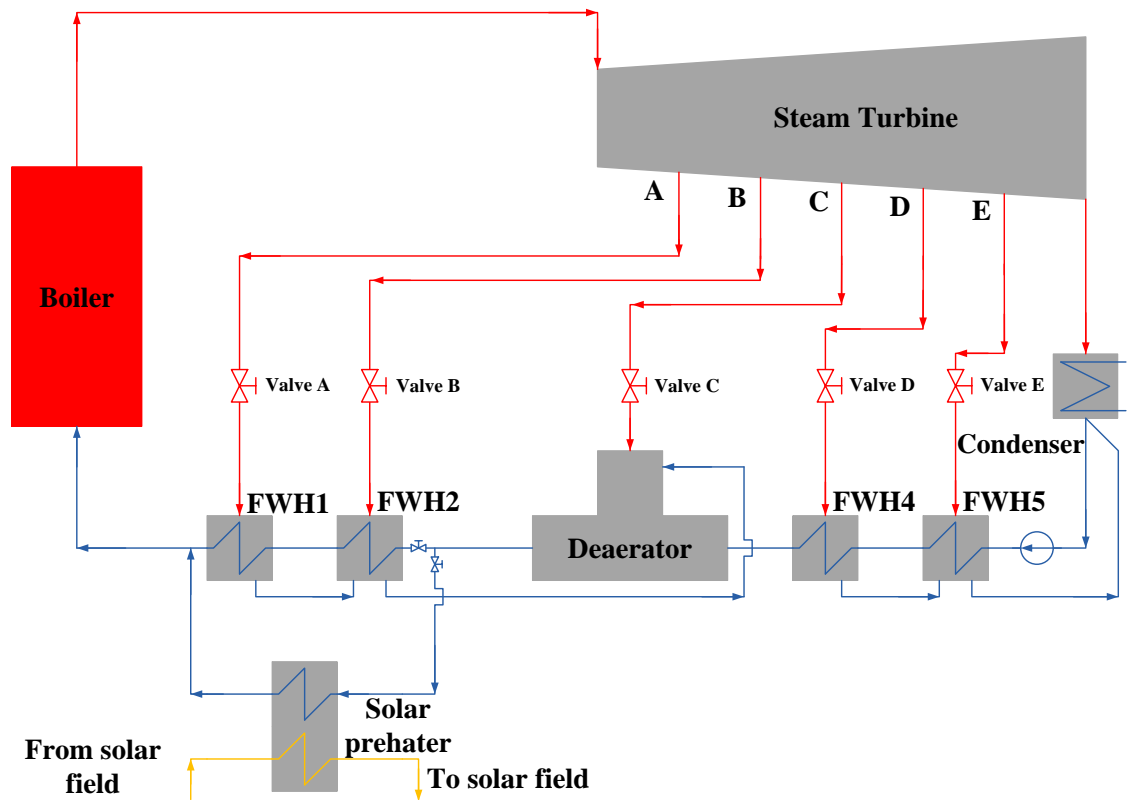 Steam Turbine
A
B
C
D
E
Boiler
Valve A
Valve B
Valve C
Valve D
Valve E
Condenser
FWH1
FWH2
FWH4
FWH5
Deaerator
Solar
prehater
From solar
field
To solar field